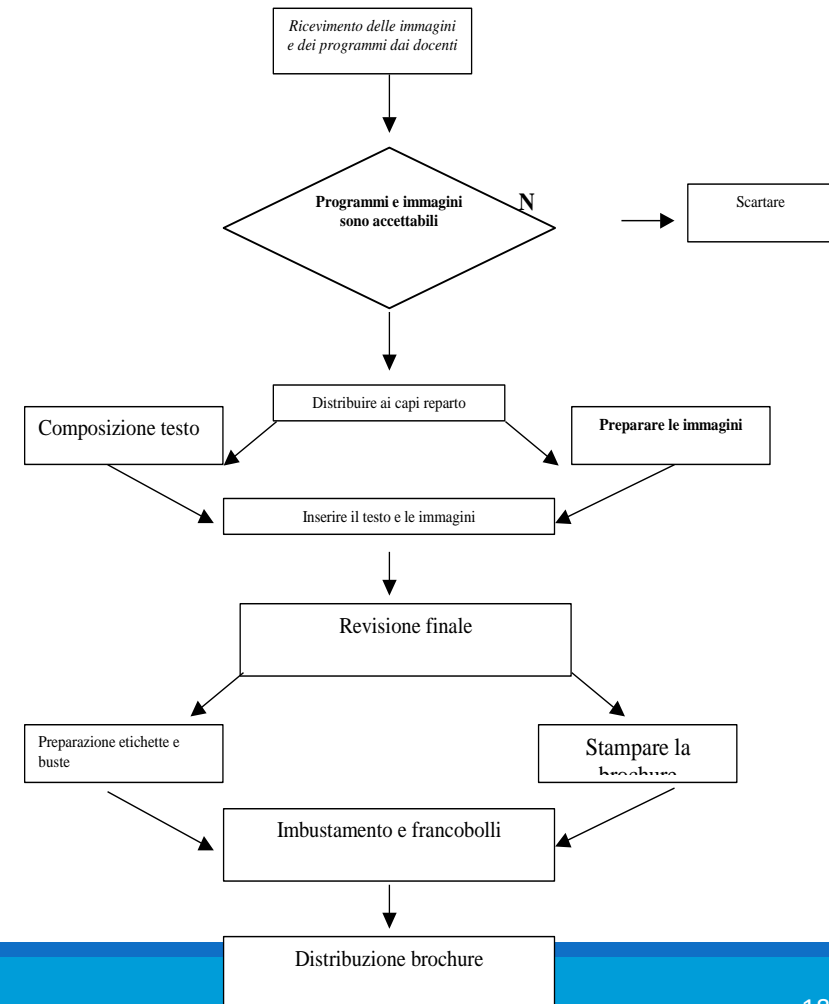 Ricevimento delle immagini
e dei programmi dai docenti
Programmi e immagini
sono accettabili
N
Scartare
Distribuire ai capi reparto
Composizione testo
Preparare le immagini
Inserire il testo e le immagini
Revisione finale
Preparazione etichette e
buste
Stampare la
brochure
Imbustamento e francobolli
Distribuzione brochure